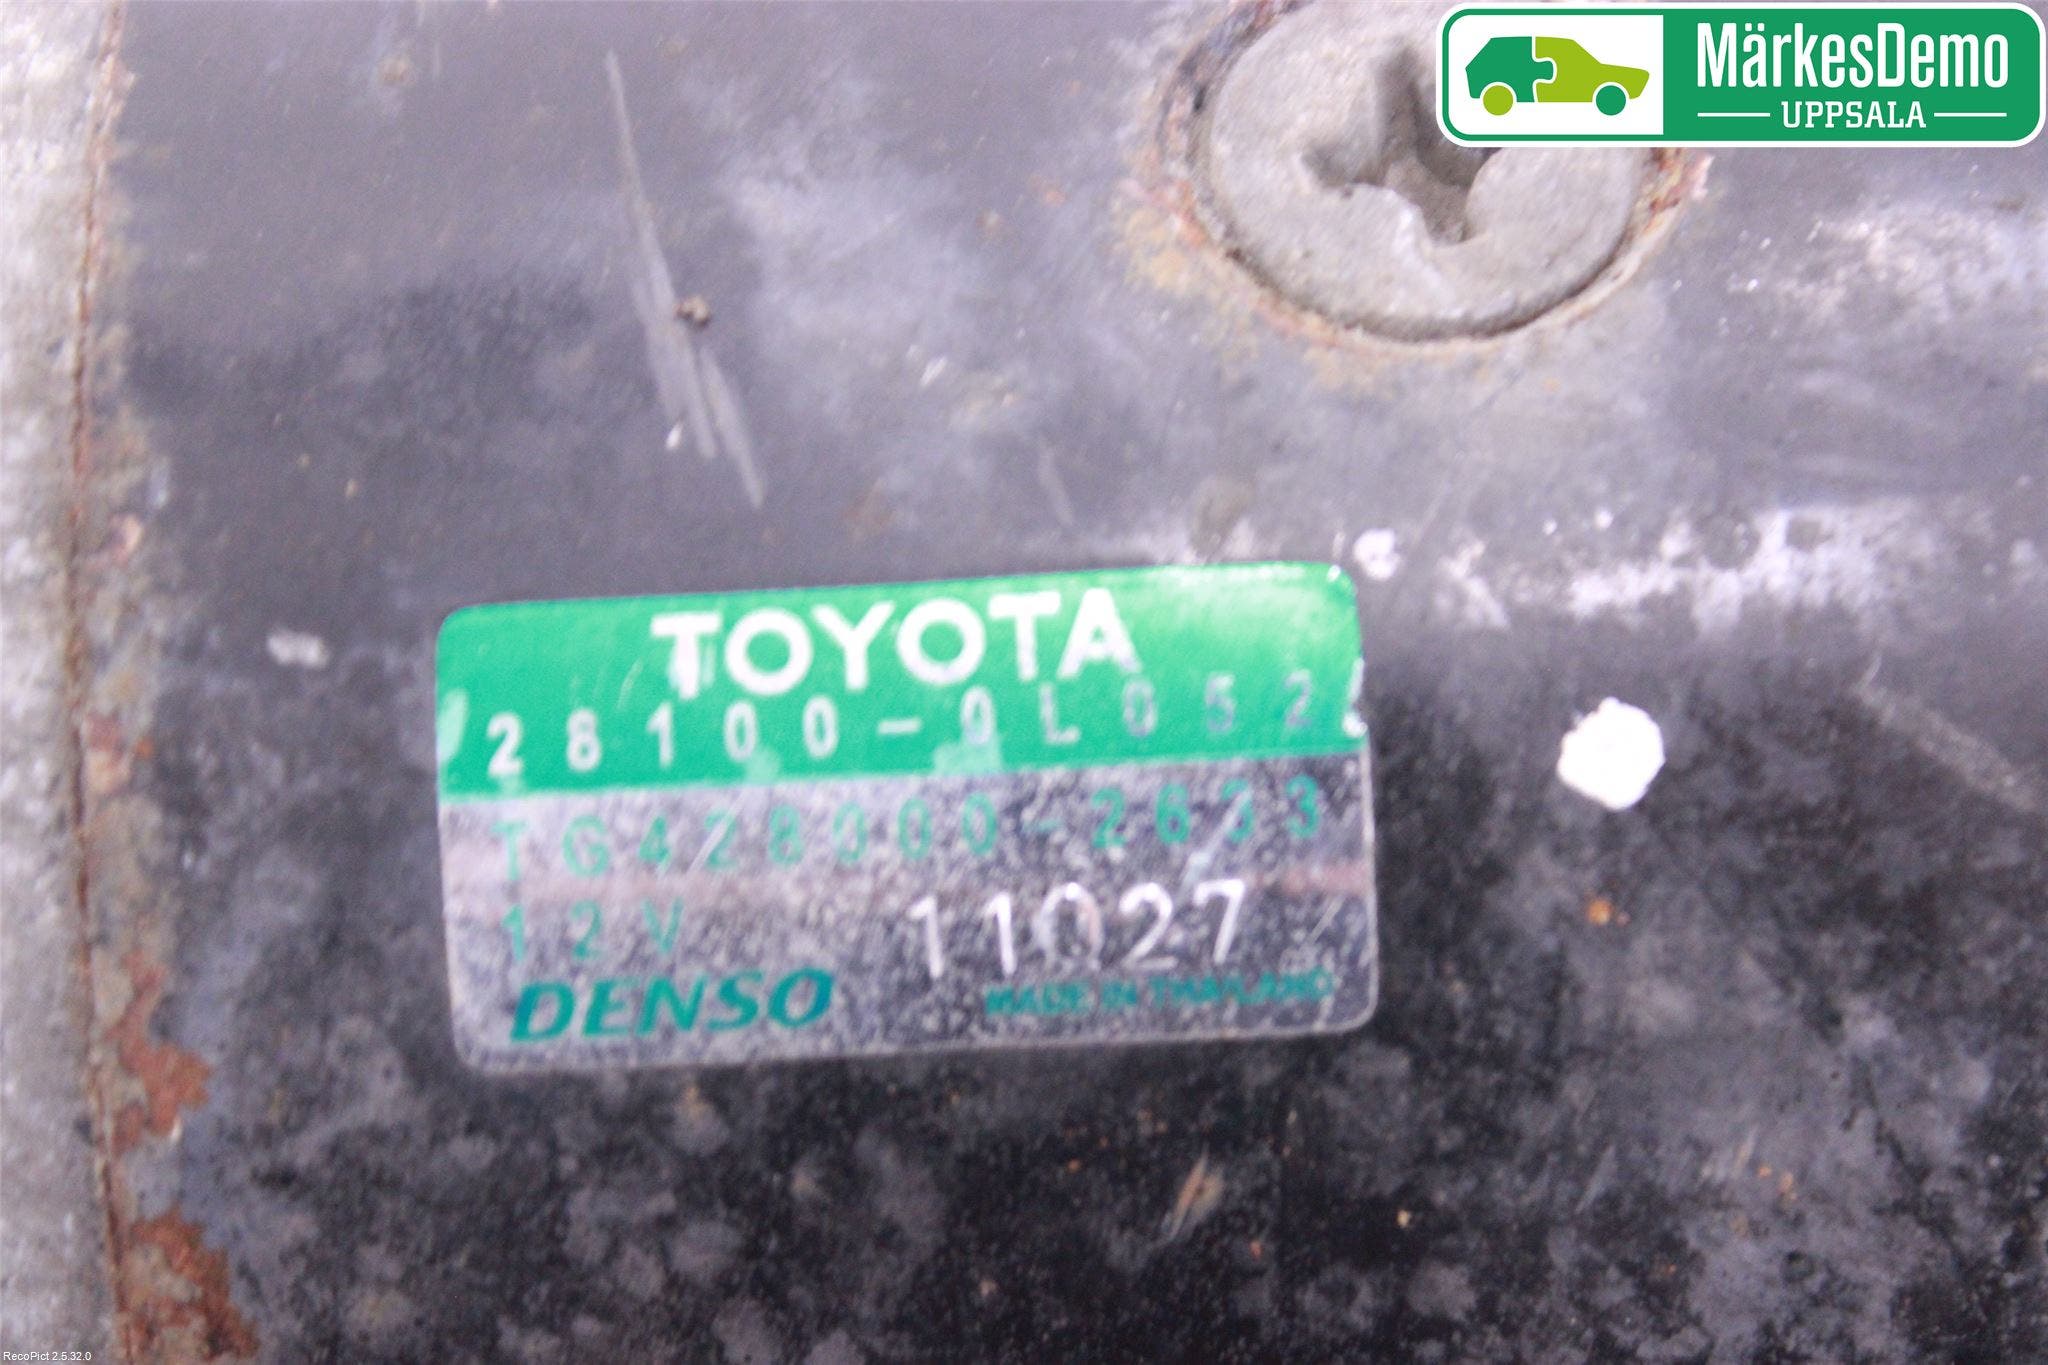 MärkesDemo
UPPSALA
TOYOTA
28100-0L052
TG428000-2633
12V 11027
DENSO MADE IN THAILAND
RecoPict 2.5.32.0